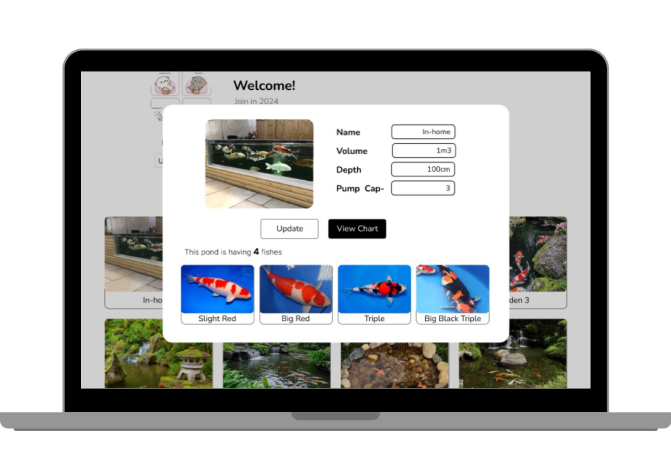 Welcome!
Join in 2024
Name In-home
Volume 1m3
Depth 100cm
Pump Cap- 3
Update View Chart
This pond is having 4 fishes
Slight Red Big Red Triple Big Black Triple
In-ho
den 3